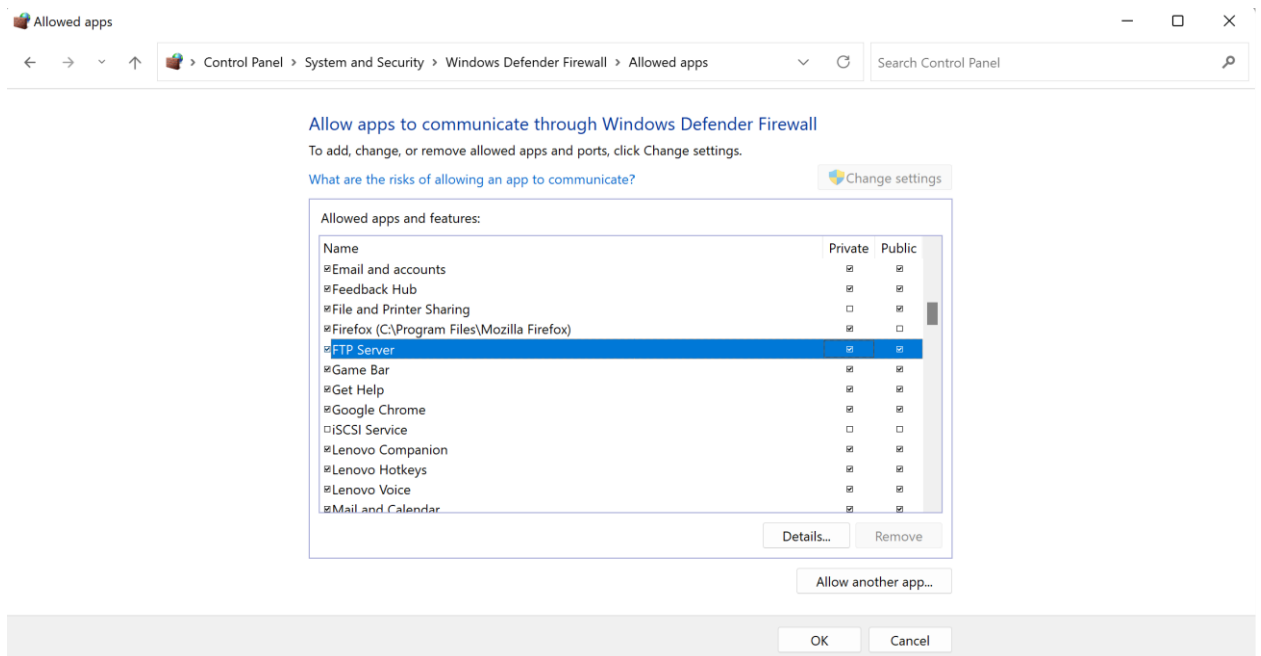 Allowed apps
Control Panel > System and Security > Windows Defender Firewall > Allowed apps
Search Control Panel
Allow apps to communicate through Windows Defender Firewall
To add, change, or remove allowed apps and ports, click Change settings.
What are the risks of allowing an app to communicate?
Change settings
Allowed apps and features:
Name Private Public
Email and accounts
Feedback Hub
File and Printer Sharing
Firefox (C:\Program Files\Mozilla Firefox)
FTP Server
Game Bar
Get Help
Google Chrome
iSCSI Service
Lenovo Companion
Lenovo Hotkeys
Lenovo Voice
Mail and Calendar
Details... Remove
Allow another app...
OK Cancel